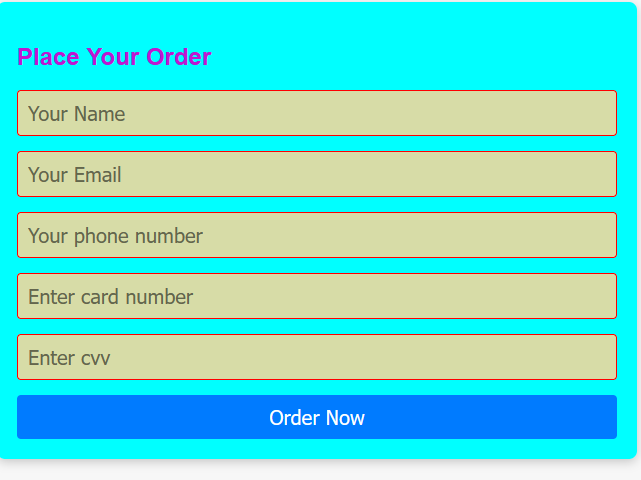 Place Your Order
Your Name
Your Email
Your phone number
Enter card number
Enter cvv
Order Now